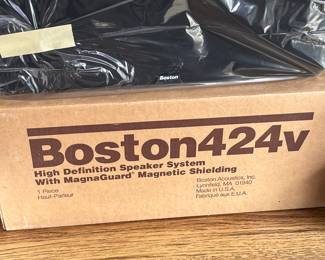 Boston
Boston424v
High Definition Speaker System
With MagnaGuard® Magnetic Shielding
1 Piece
Haut-Parleur
Boston Acoustics, Inc.
Lynnfield, MA 01940
Made in U.S.A.
Fabriqué aux E.U.A.